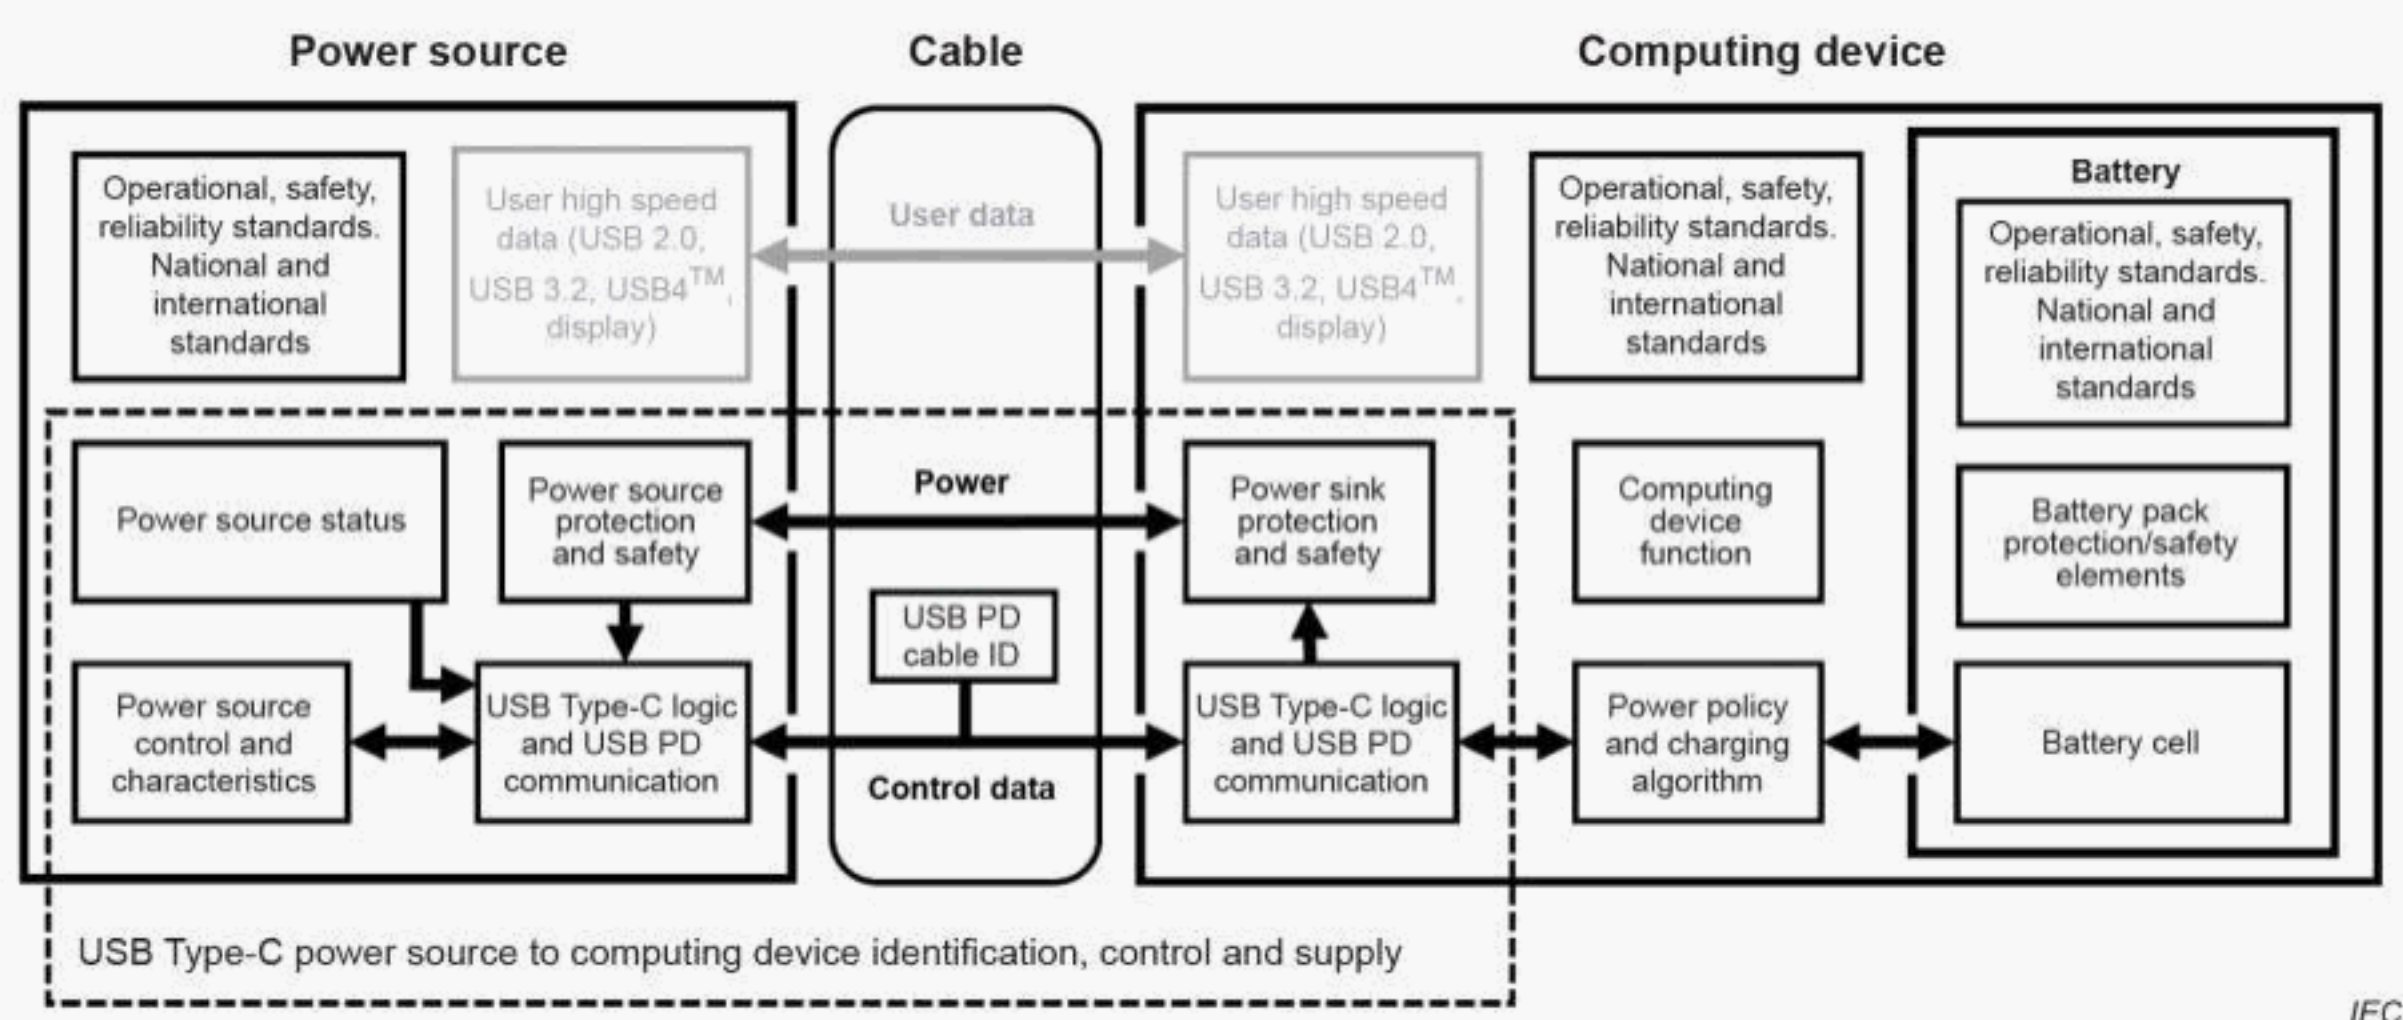 Power source
Cable
Computing device
Operational, safety,
reliability standards.
National and
international
standards
User high speed
data (USB 2.0,
USB 3.2, USB4™,
display)
User data
User high speed
data (USB 2.0,
USB 3.2, USB4™,
display)
Operational, safety,
reliability standards.
National and
international
standards
Battery
Operational, safety,
reliability standards.
National and
international
standards
Power source status
Power source
protection
and safety
Power
Power sink
protection
and safety
Computing
device
function
Battery pack
protection/safety
elements
USB PD
cable ID
Power source
control and
characteristics
USB Type-C logic
and USB PD
communication
Control data
USB Type-C logic
and USB PD
communication
Power policy
and charging
algorithm
Battery cell
USB Type-C power source to computing device identification, control and supply
IEC